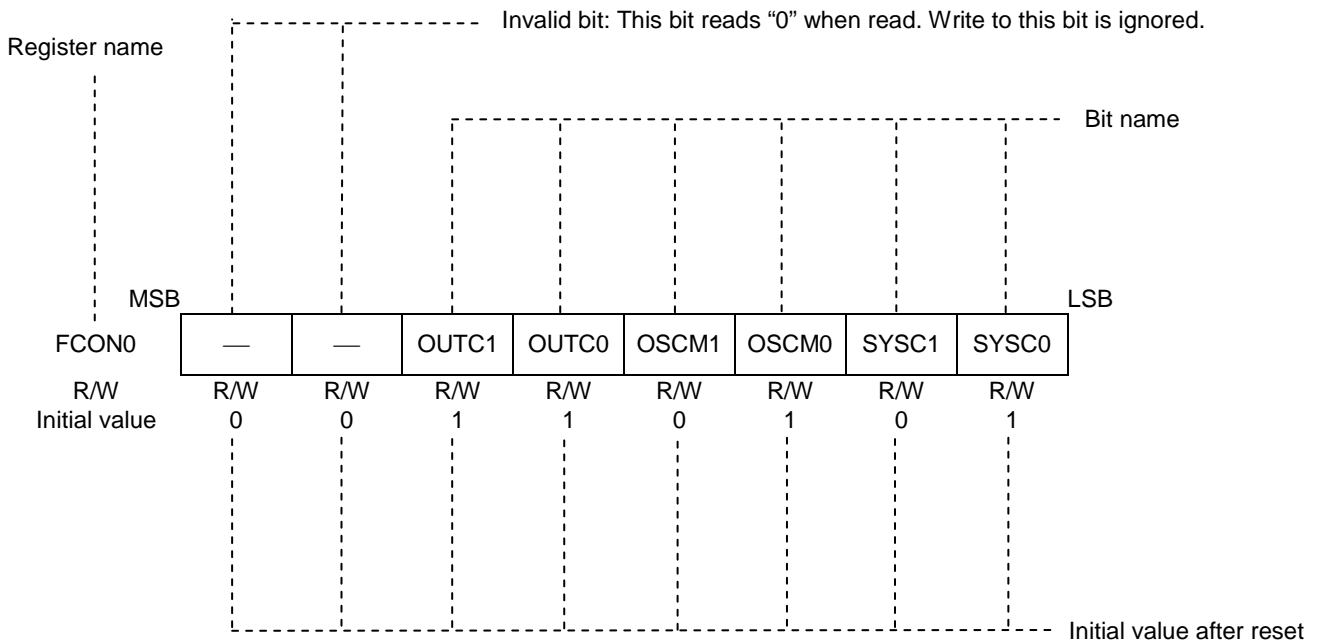 Invalid bit: This bit reads “0” when read. Write to this bit is ignored.
Register name
Bit name
MSB
LSB
FCON0 — — OUTC1 OUTC0 OSCM1 OSCM0 SYSC1 SYSC0
R/W R/W R/W R/W R/W R/W R/W R/W R/W
Initial value 0 0 1 1 0 1 0 1
Initial value after reset